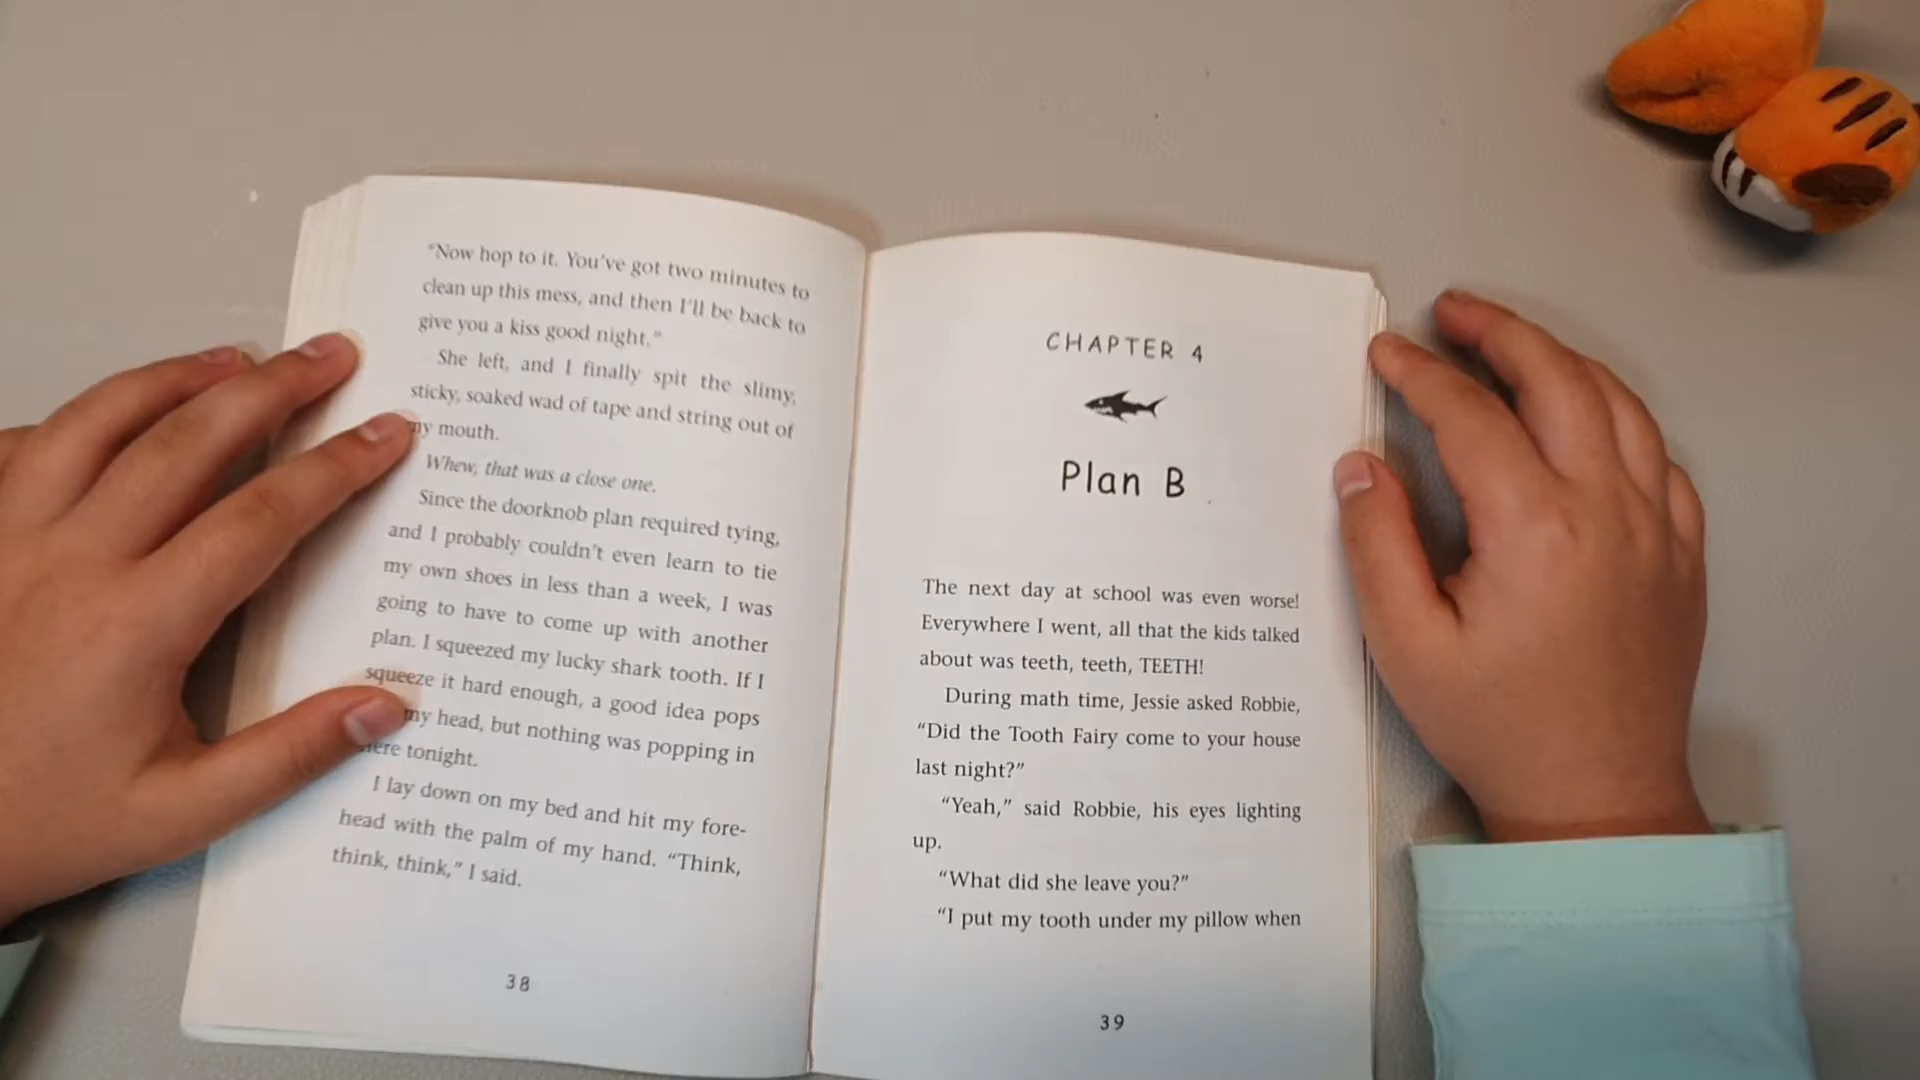 “Now hop to it. You’ve got two minutes to
clean up this mess, and then I’ll be back to
give you a kiss good night.”
She left, and I finally spit the slimy,
sticky, soaked wad of tape and string out of
my mouth.
Whew, that was a close one.
Since the doorknob plan required tying,
and I probably couldn’t even learn to tie
my own shoes in less than a week, I was
going to have to come up with another
plan. I squeezed my lucky shark tooth. If I
squeeze it hard enough, a good idea pops
my head, but nothing was popping in
here tonight.
I lay down on my bed and hit my fore-
head with the palm of my hand. “Think,
think, think,” I said.
38
CHAPTER 4
Plan B
The next day at school was even worse!
Everywhere I went, all that the kids talked
about was teeth, teeth, TEETH!
During math time, Jessie asked Robbie,
“Did the Tooth Fairy come to your house
last night?”
“Yeah,” said Robbie, his eyes lighting
up.
“What did she leave you?”
“I put my tooth under my pillow when
39